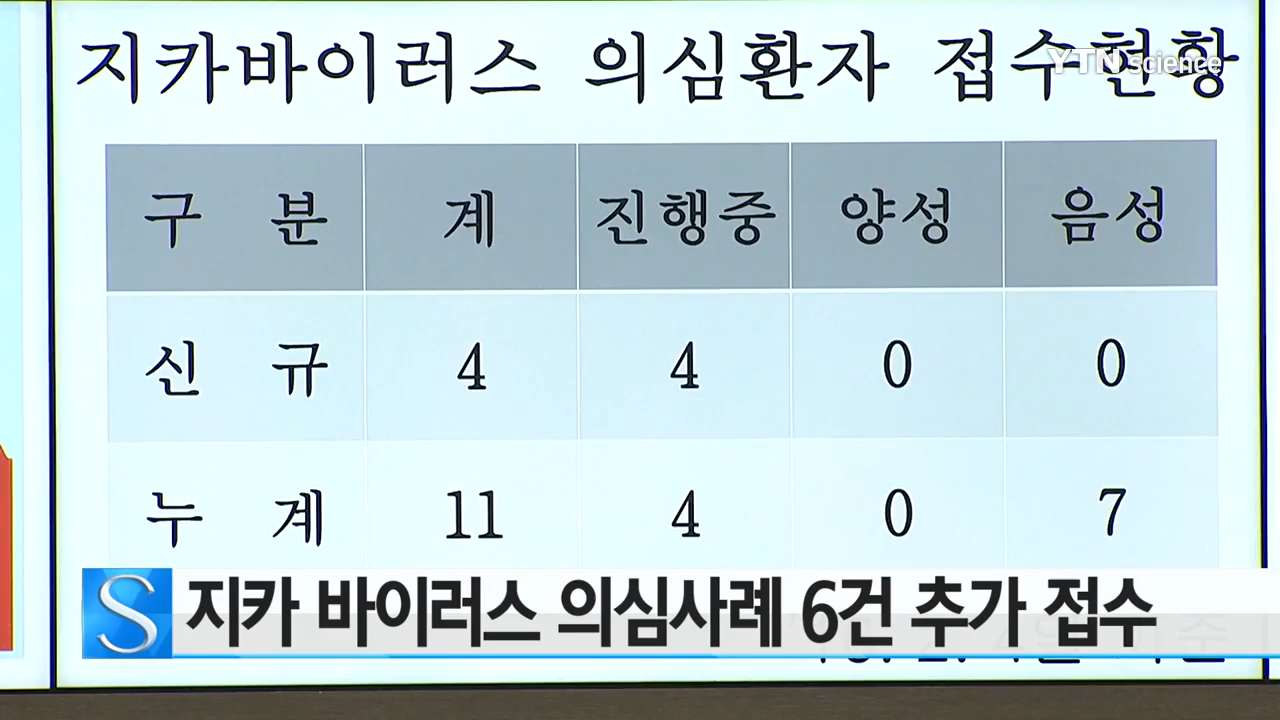 지카바이러스 의심환자 접수현황
YTN science
구 분 계 진행중 양성 음성
신 규 4 4 0 0
누 계 11 4 0 7
S 지카 바이러스 의심사례 6건 추가 접수